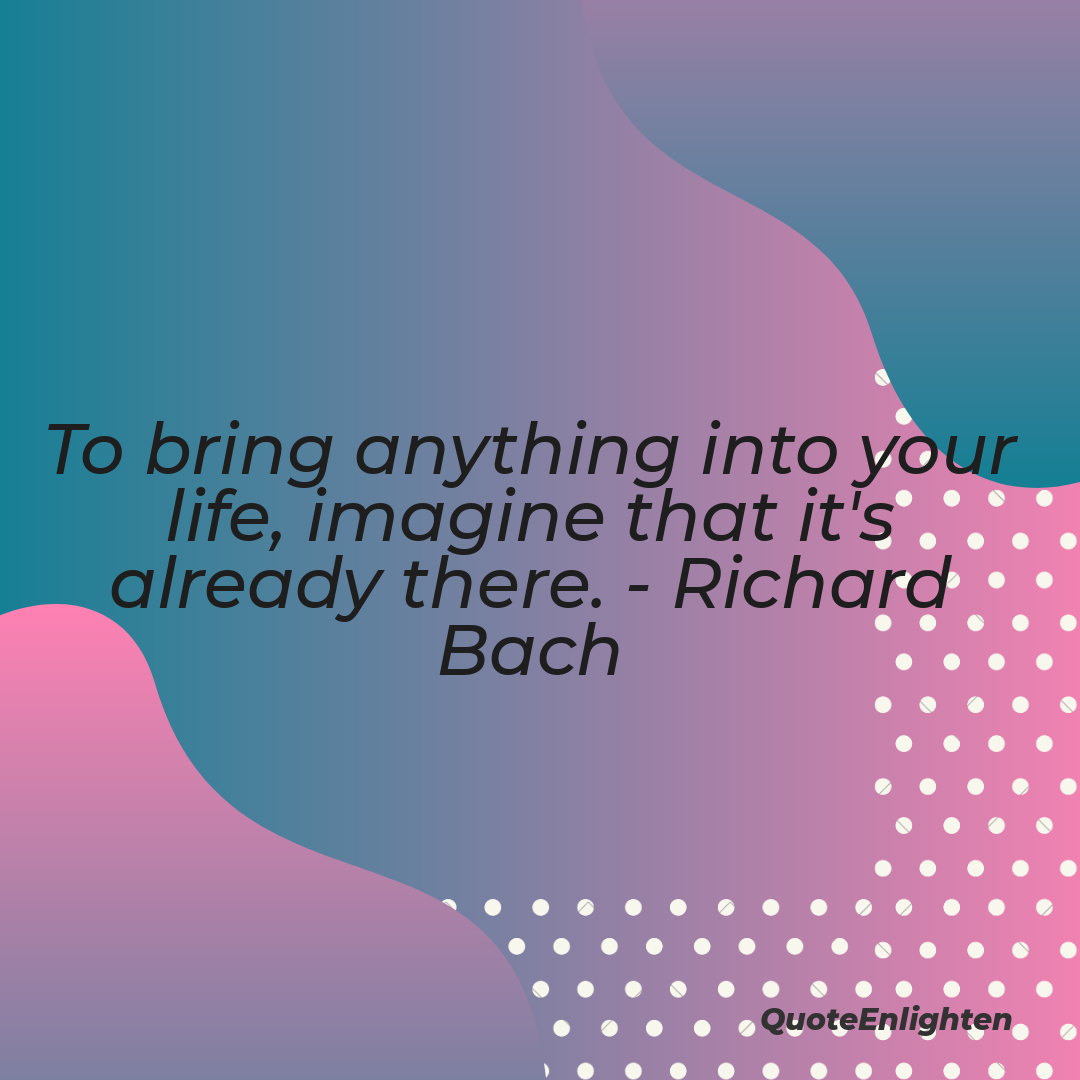 To bring anything into your
life, imagine that it's
already there. - Richard
Bach
QuoteEnlighten